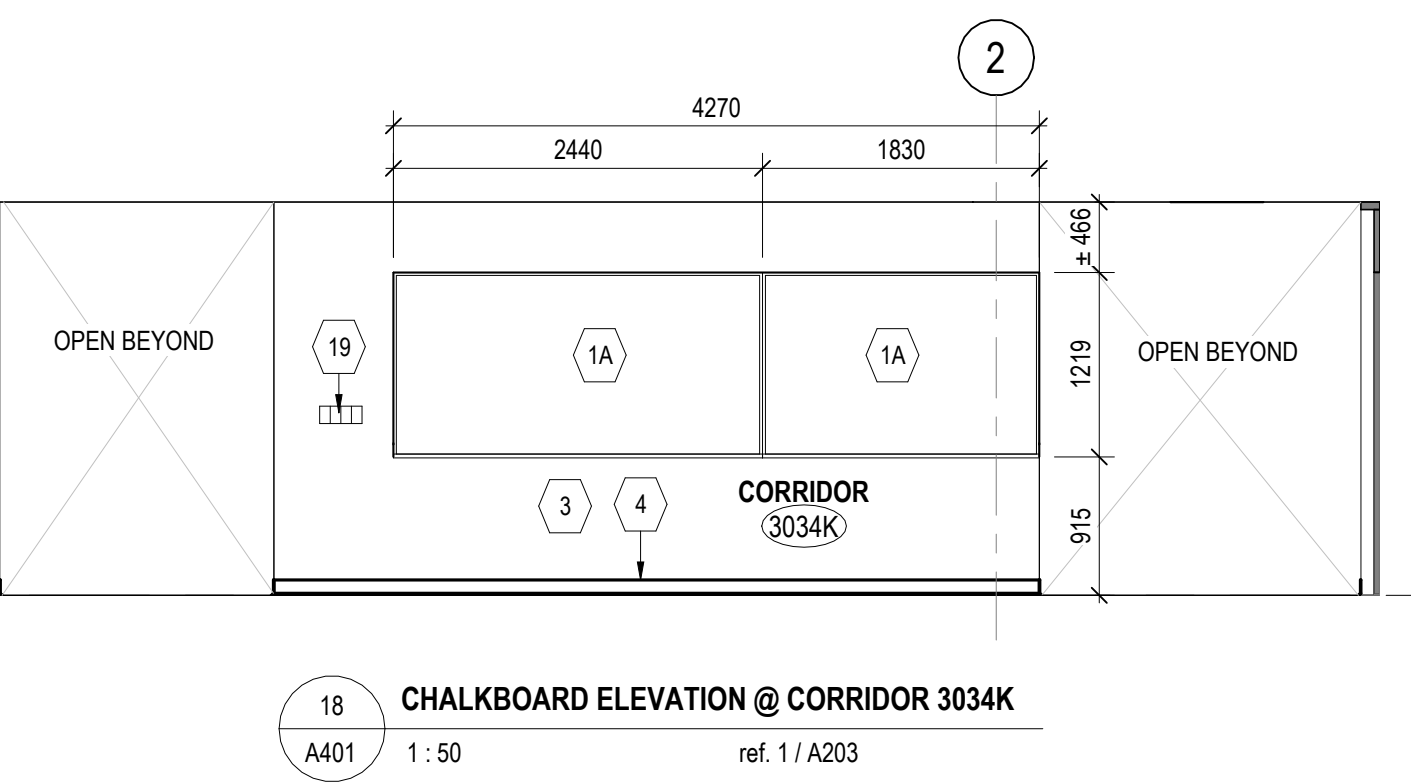 2
4270
2440 1830
± 466
OPEN BEYOND
19
1A
1A
1219
OPEN BEYOND
3
4
CORRIDOR
3034K
915
18
CHALKBOARD ELEVATION @ CORRIDOR 3034K
A401
1 : 50
ref. 1 / A203